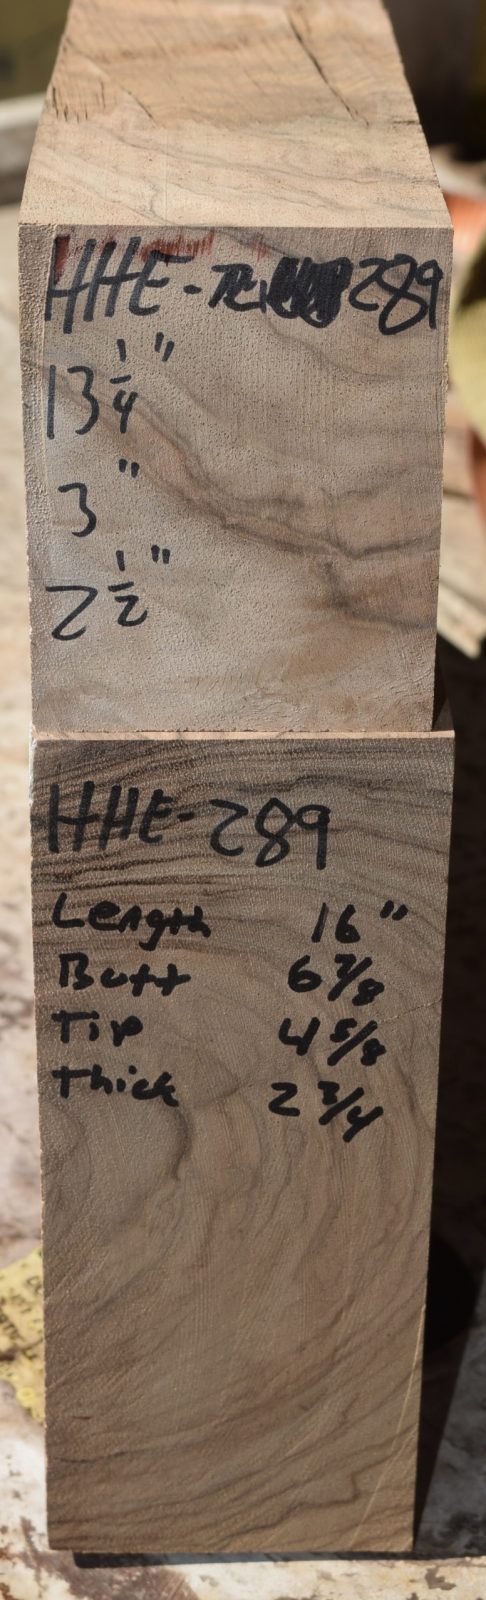 HHE- 289
13 1/4"
3"
2 1/2"
HHE-289
Length 16"
Butt 6 7/8
Tip 4 5/8
Thick 2 3/4